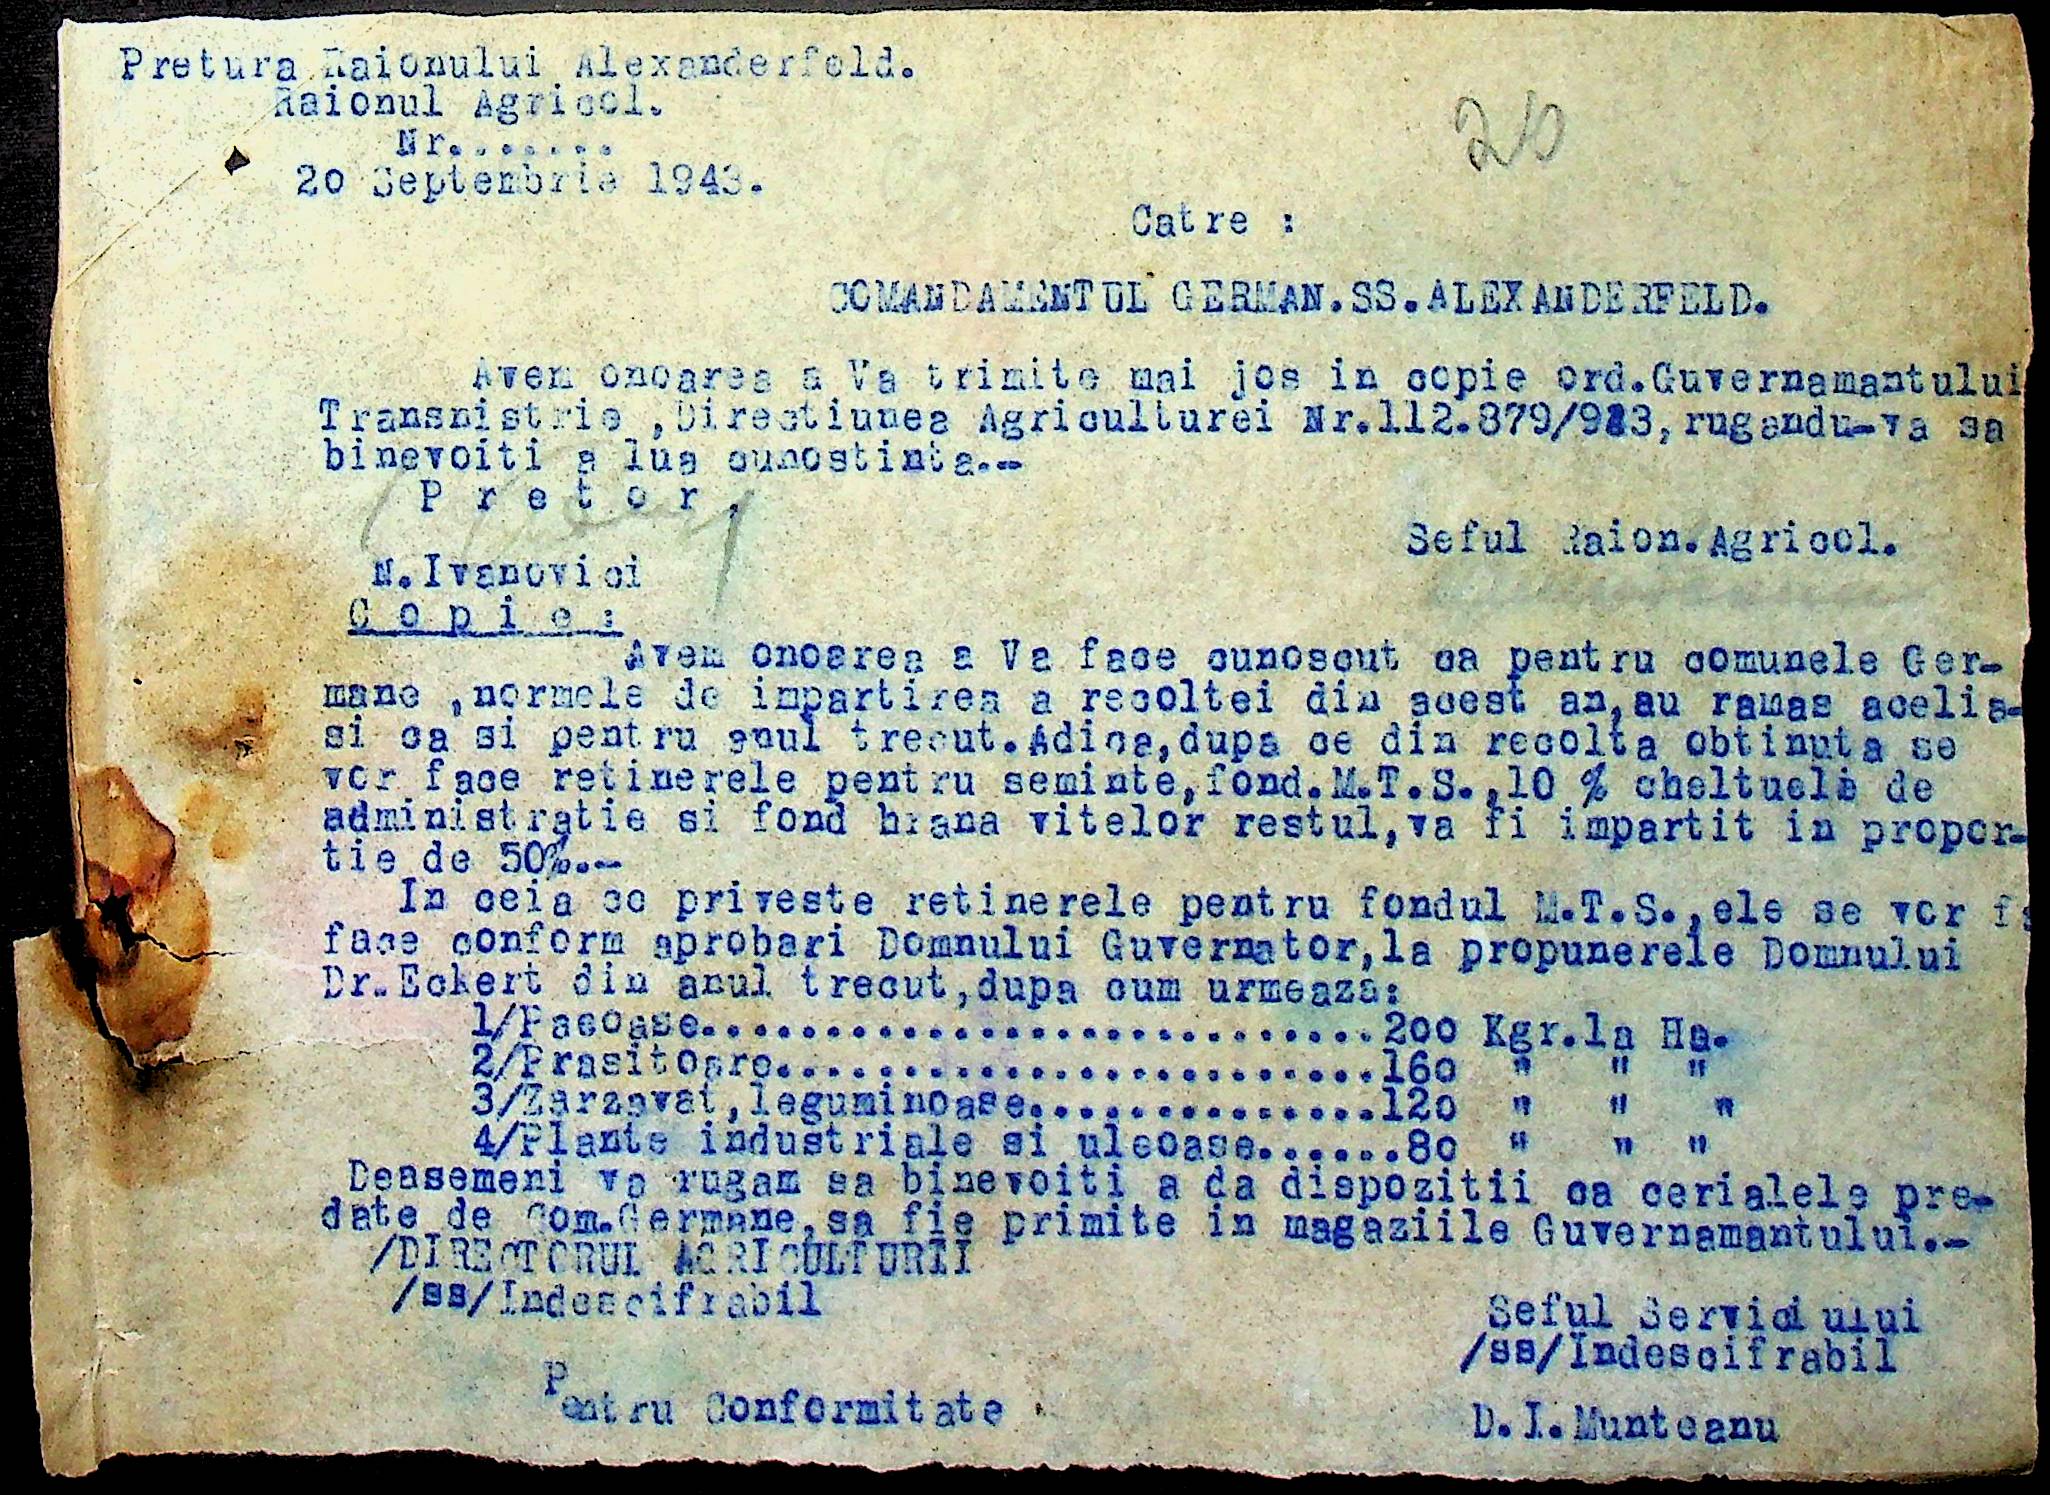 Pretura Raionului Alexanderfeld.
Raionul Agricol.
Nr.......
20 Septembrie 1943.
20
Catre :
COMANDAMENTUL GERMAN.SS.ALEXANDERFELD.
Avem onoarea a Va trimite mai jos in copie ord.Guvernamantului
Transnistrie ,Directiunea Agriculturei Nr.112.879/923,rugandu-va sa
binevoiti a lua cunostinta.-
P r e t o r,
Seful Raion.Agricol.
N.Ivanovici
C o p i e :
Avem onoarea a Va face cunoscut ca pentru comunele Ger-
mane ,normele de impartirea a recoltei din acest an,au ramas acelia-
si ca si pentru anul trecut.Adica,dupa ce din recolta obtinuta se
vor face retinerele pentru seminte,fond.M.T.S.,10 % cheltuele de
administratie si fond hrana vitelor restul,va fi impartit in propor-
tie de 50%.-
In ceia ce priveste retinerele pentru fondul M.T.S.,ele se vor fa
face conform aprobari Domnului Guvernator,la propunerele Domnului
Dr.Eckert din anul trecut,dupa cum urmeaza:
1/Pasoase...........................200 Kgr.la Ha.
2/Prasitoare........................160 " " "
3/Zarzavat,leguminoase..............120 " " "
4/Plante industriale si uleoase......80 " " "
Deasemeni va rugam sa binevoiti a da dispozitii ca cerialele pre-
date de Com.Germane,sa fie primite in magaziile Guvernamantului.-
/DIRECTORUL AGRICULTURII
/ss/Indescifrabil
Seful Serviciului
/ss/Indescifrabil
Pentru Conformitate
D.I.Munteanu